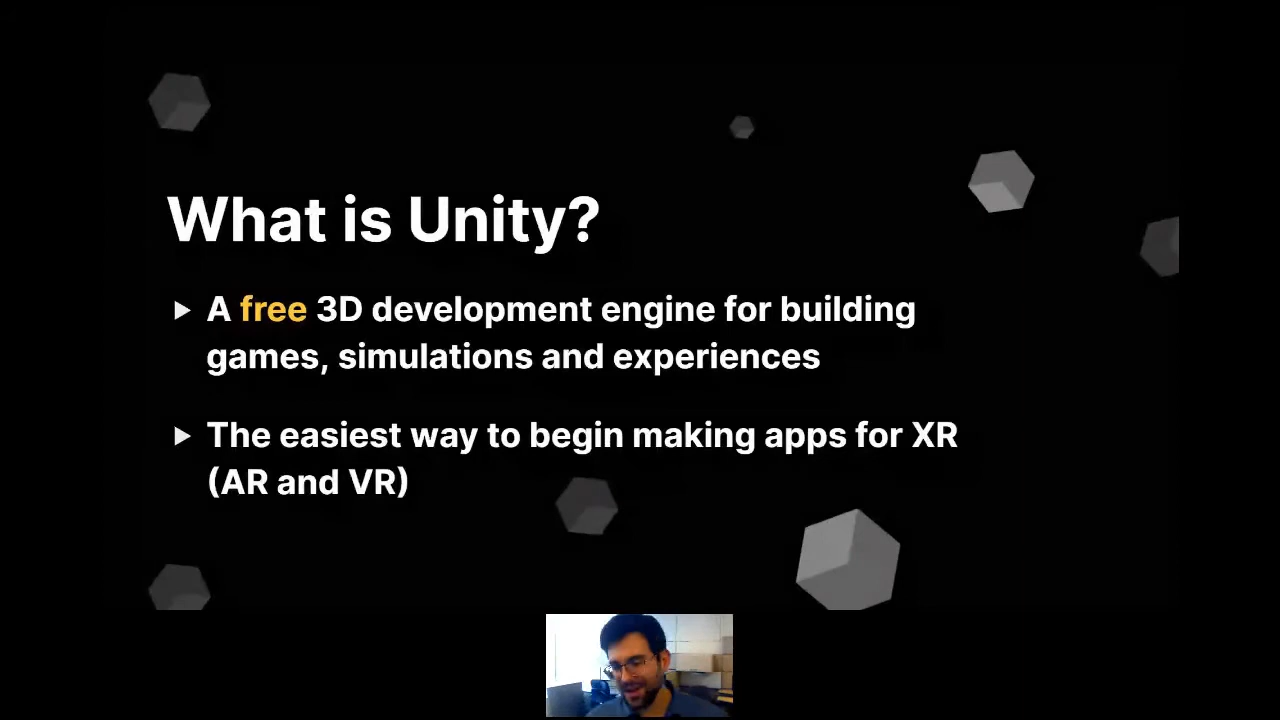 What is Unity?
▶ A free 3D development engine for building
games, simulations and experiences
▶ The easiest way to begin making apps for XR
(AR and VR)